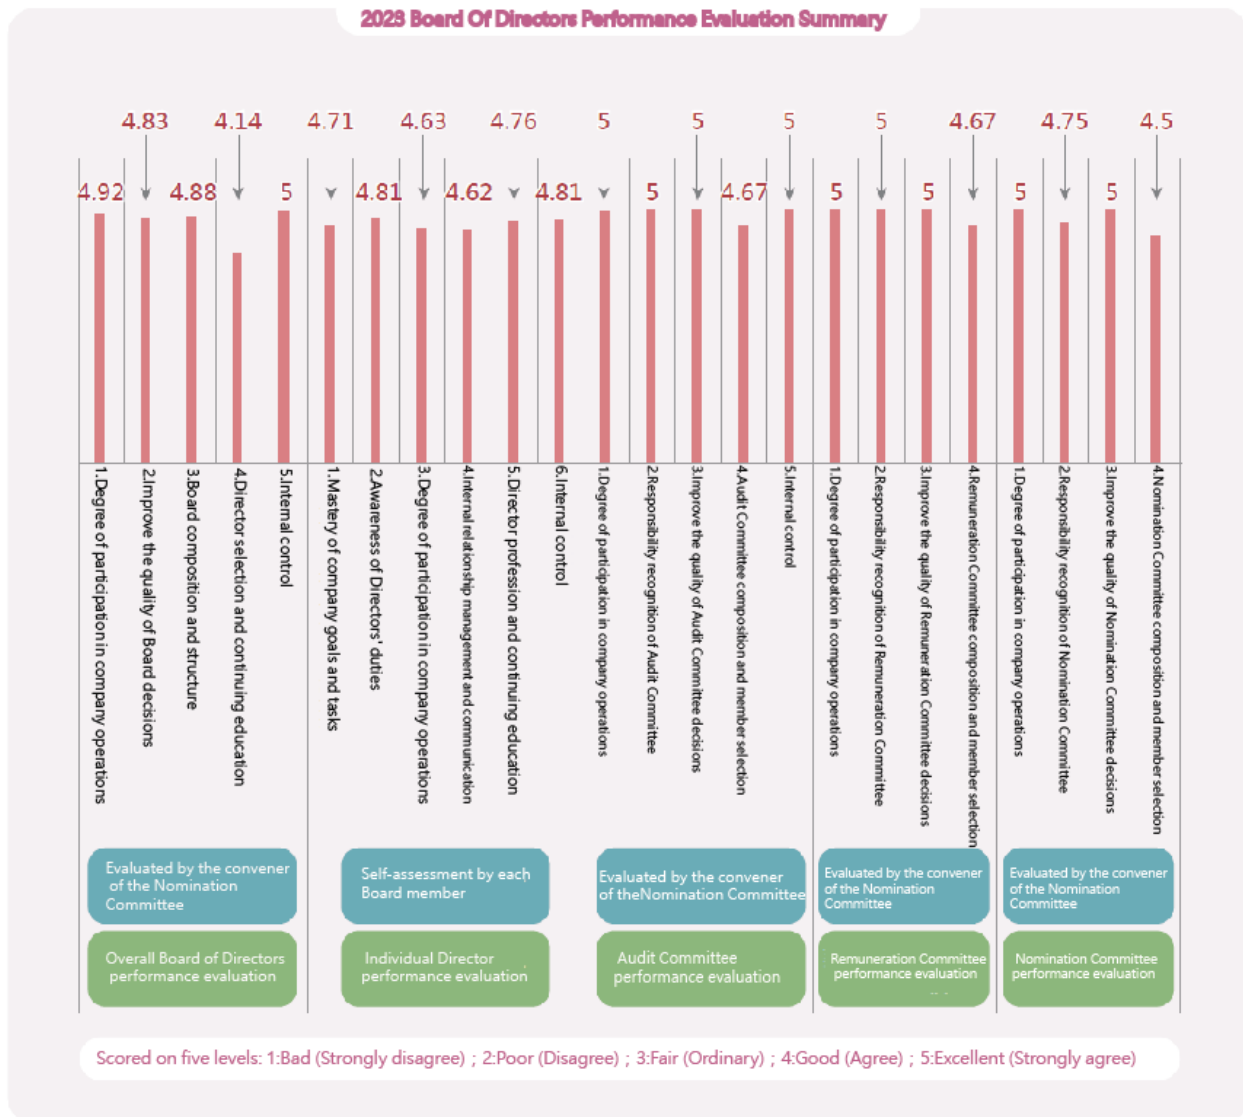 2023 Board Of Directors Performance Evaluation Summary
4.83
4.14
4.71
4.63
4.76
5
5
5
5
4.67
4.75
4.5
4.92
4.88
5
4.81
4.62
4.81
5
4.67
5
5
5
5
1.Degree of participation in company operations
2.Improve the quality of Board decisions
3.Board composition and structure
4.Director selection and continuing education
5.Internal control
1.Mastery of company goals and tasks
2.Awareness of Directors' duties
3.Degree of participation in company operations
4.Internal relationship management and communication
5.Director profession and continuing education
6.Internal control
1.Degree of participation in company operations
2.Responsibility recognition of Audit Committee
3.Improve the quality of Audit Committee decisions
4.Audit Committee composition and member selection
5.Internal control
1.Degree of participation in company operations
2.Responsibility recognition of Remuneration Committee
3.Improve the quality of Remuneration Committee decisions
4.Remuneration Committee composition and member selection
1.Degree of participation in company operations
2.Responsibility recognition of Nomination Committee
3.Improve the quality of Nomination Committee decisions
4.Nomination Committee composition and member selection
Evaluated by the convener
of the Nomination
Committee
Self-assessment by each
Board member
Evaluated by the convener
of theNomination Committee
Evaluated by the convener
of the Nomination
Committee
Evaluated by the convener
of the Nomination
Committee
Overall Board of Directors
performance evaluation
Individual Director
performance evaluation
Audit Committee
performance evaluation
Remuneration Committee
performance evaluation
Nomination Committee
performance evaluation
Scored on five levels: 1:Bad (Strongly disagree) ; 2:Poor (Disagree) ; 3:Fair (Ordinary) ; 4:Good (Agree) ; 5:Excellent (Strongly agree)